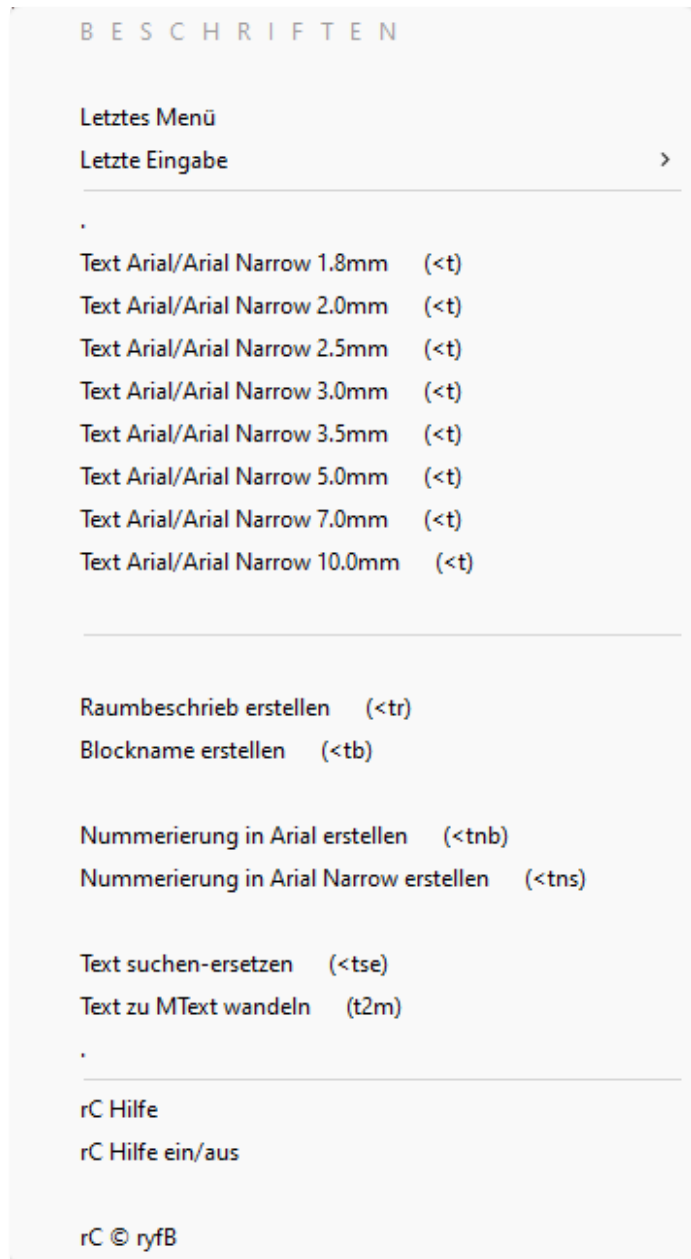 B E S C H R I F T E N
Letztes Menü
Letzte Eingabe >
.
Text Arial/Arial Narrow 1.8mm (<t)
Text Arial/Arial Narrow 2.0mm (<t)
Text Arial/Arial Narrow 2.5mm (<t)
Text Arial/Arial Narrow 3.0mm (<t)
Text Arial/Arial Narrow 3.5mm (<t)
Text Arial/Arial Narrow 5.0mm (<t)
Text Arial/Arial Narrow 7.0mm (<t)
Text Arial/Arial Narrow 10.0mm (<t)
Raumbeschrieb erstellen (<tr)
Blockname erstellen (<tb)
Nummerierung in Arial erstellen (<tnb)
Nummerierung in Arial Narrow erstellen (<tns)
Text suchen-ersetzen (<tse)
Text zu MText wandeln (t2m)
.
rC Hilfe
rC Hilfe ein/aus
rC © ryfB